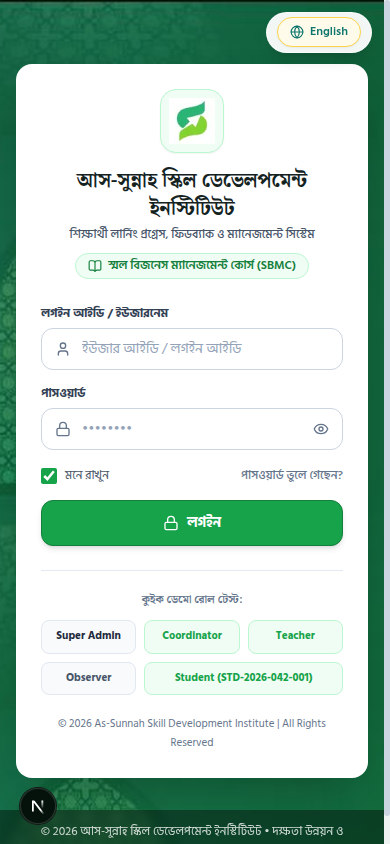 English
আস-সুন্নাহ স্কিল ডেভেলপমেন্ট
ইনস্টিটিউট
শিক্ষার্থী লার্নিং প্রগ্রেস, ফিডব্যাক ও ম্যানেজমেন্ট সিস্টেম
স্মল বিজনেস ম্যানেজমেন্ট কোর্স (SBMC)
লগইন আইডি / ইউজারনেম
ইউজার আইডি / লগইন আইডি
পাসওয়ার্ড
••••••••
মনে রাখুন
পাসওয়ার্ড ভুলে গেছেন?
লগইন
কুইক ডেমো রোল টেস্ট:
Super Admin
Coordinator
Teacher
Observer
Student (STD-2026-042-001)
© 2026 As-Sunnah Skill Development Institute | All Rights
Reserved
N
© 2026 আস-সুন্নাহ স্কিল ডেভেলপমেন্ট ইনস্টিটিউট • দক্ষতা উন্নয়ন ও